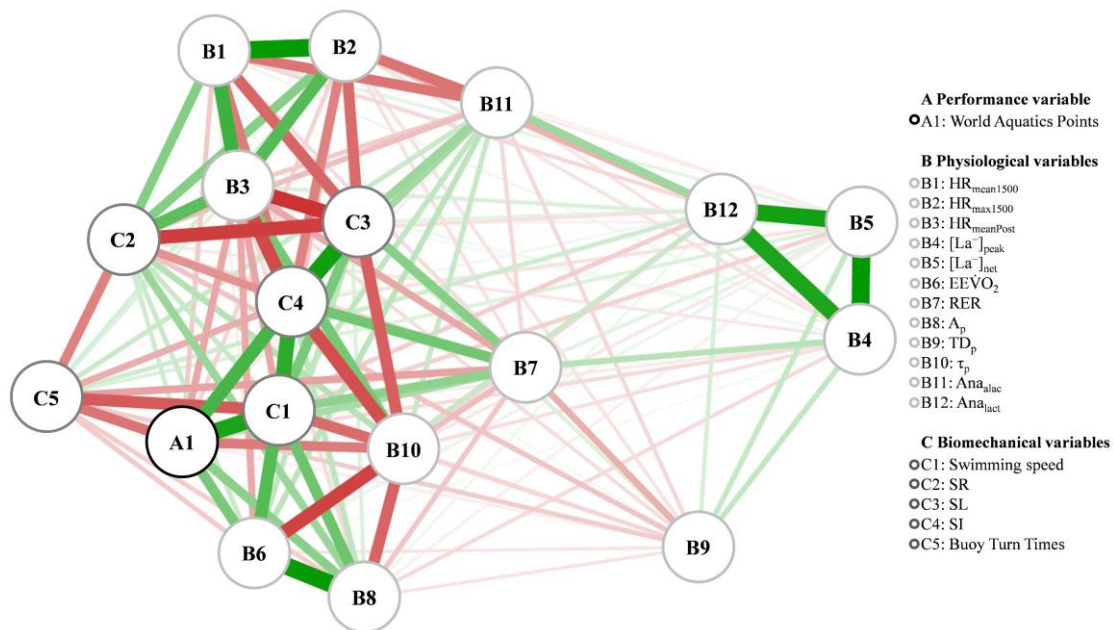 B1
B2
B11
B3
C3
C2
B12
B5
C4
B4
B7
C5
C1
A1
B10
B6
B9
B8
A Performance variable
A1: World Aquatics Points
B Physiological variables
B1: HRmean1500
B2: HRmax1500
B3: HRmeanPost
B4: [La⁻]peak
B5: [La⁻]net
B6: EEV̇O₂
B7: RER
B8: Aₚ
B9: TDₚ
B10: τₚ
B11: Anaalac
B12: Analact
C Biomechanical variables
C1: Swimming speed
C2: SR
C3: SL
C4: SI
C5: Buoy Turn Times